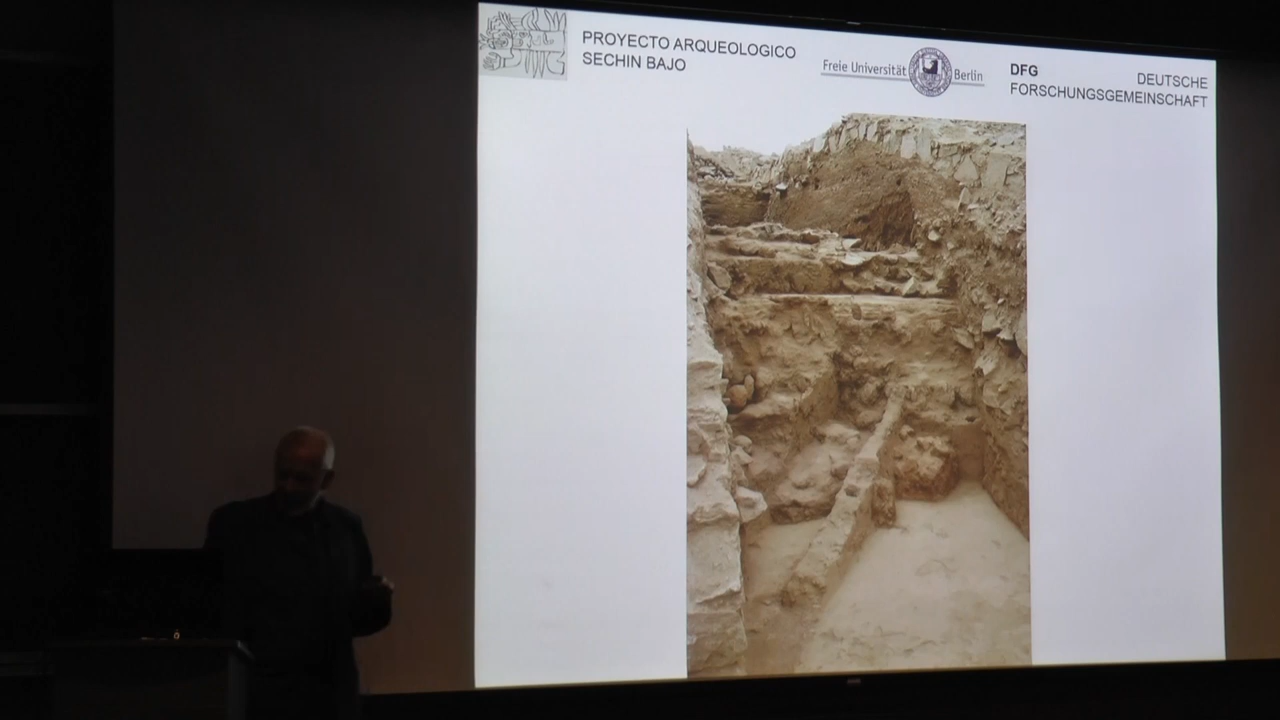 PROYECTO ARQUEOLOGICO
SECHIN BAJO
Freie Universität Berlin
DFG DEUTSCHE
FORSCHUNGSGEMEINSCHAFT